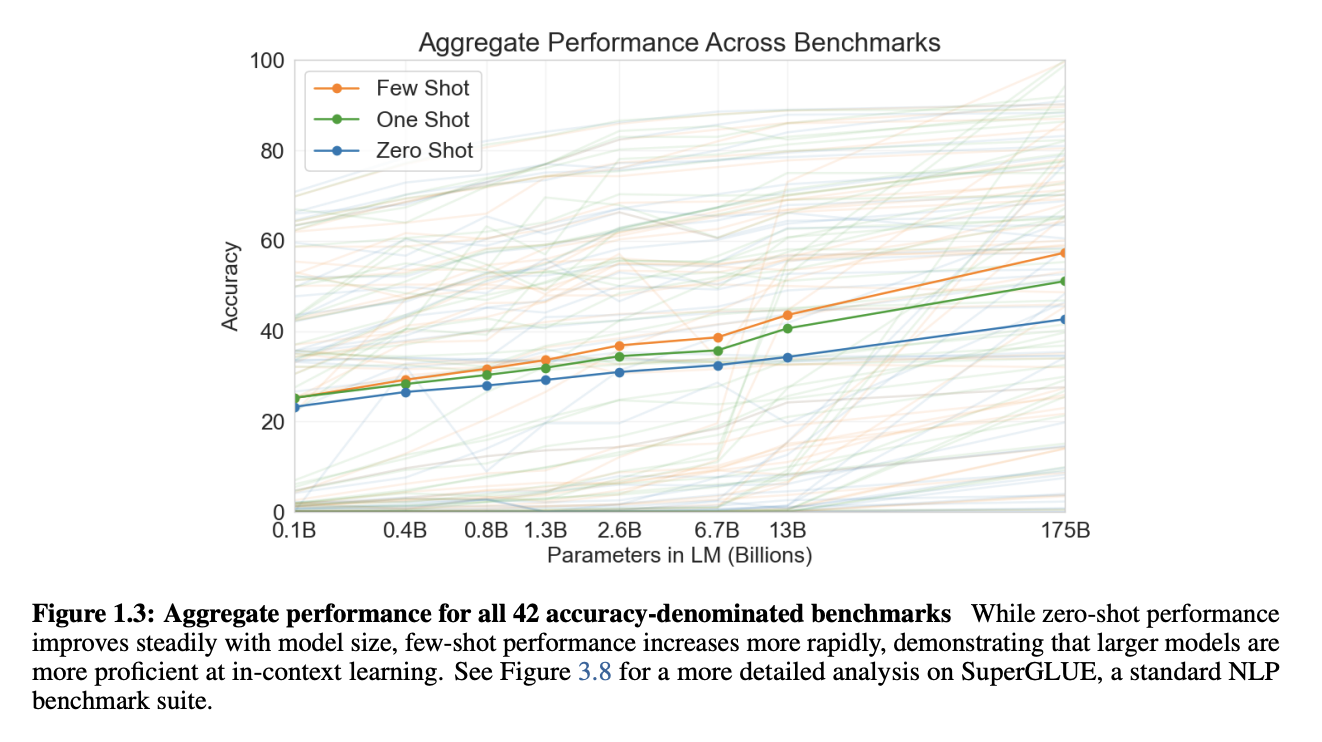 Aggregate Performance Across Benchmarks
100
80
60
40
20
0
Accuracy
Few Shot
One Shot
Zero Shot
0.1B 0.4B 0.8B 1.3B 2.6B 6.7B 13B 175B
Parameters in LM (Billions)
Figure 1.3: Aggregate performance for all 42 accuracy-denominated benchmarks While zero-shot performance
improves steadily with model size, few-shot performance increases more rapidly, demonstrating that larger models are
more proficient at in-context learning. See Figure 3.8 for a more detailed analysis on SuperGLUE, a standard NLP
benchmark suite.